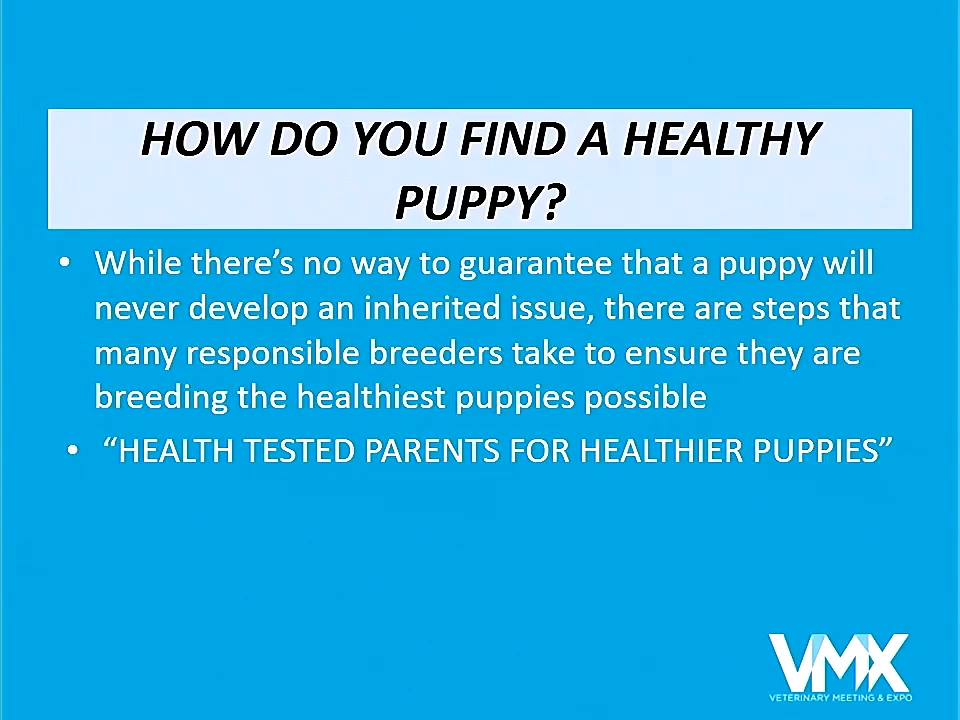 HOW DO YOU FIND A HEALTHY
PUPPY?
• While there’s no way to guarantee that a puppy will
never develop an inherited issue, there are steps that
many responsible breeders take to ensure they are
breeding the healthiest puppies possible
• “HEALTH TESTED PARENTS FOR HEALTHIER PUPPIES”
VMX
VETERINARY MEETING & EXPO